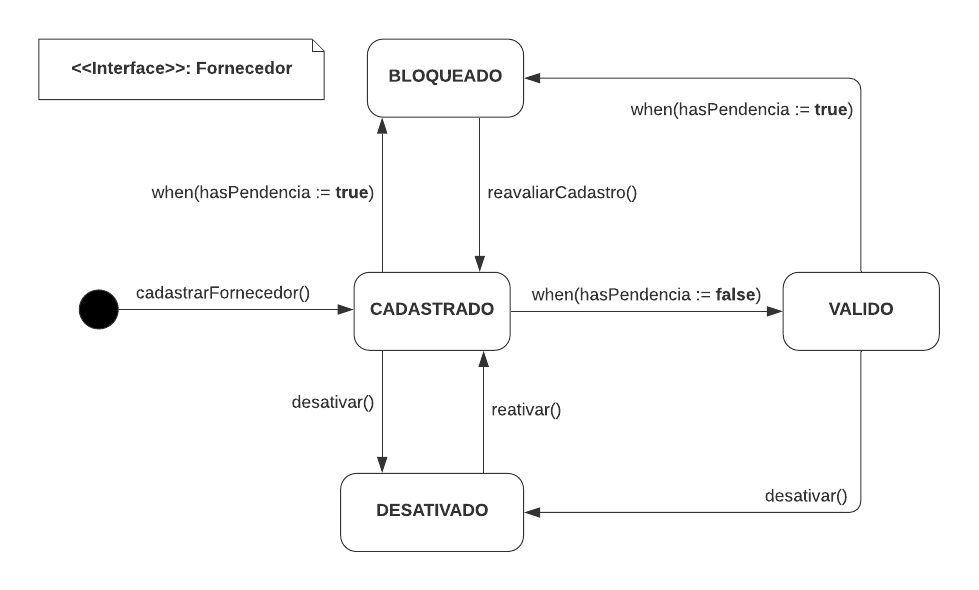 <<Interface>>: Fornecedor
BLOQUEADO
when(hasPendencia := true)
when(hasPendencia := true)
reavaliarCadastro()
cadastrarFornecedor()
CADASTRADO
when(hasPendencia := false)
VALIDO
desativar()
reativar()
DESATIVADO
desativar()